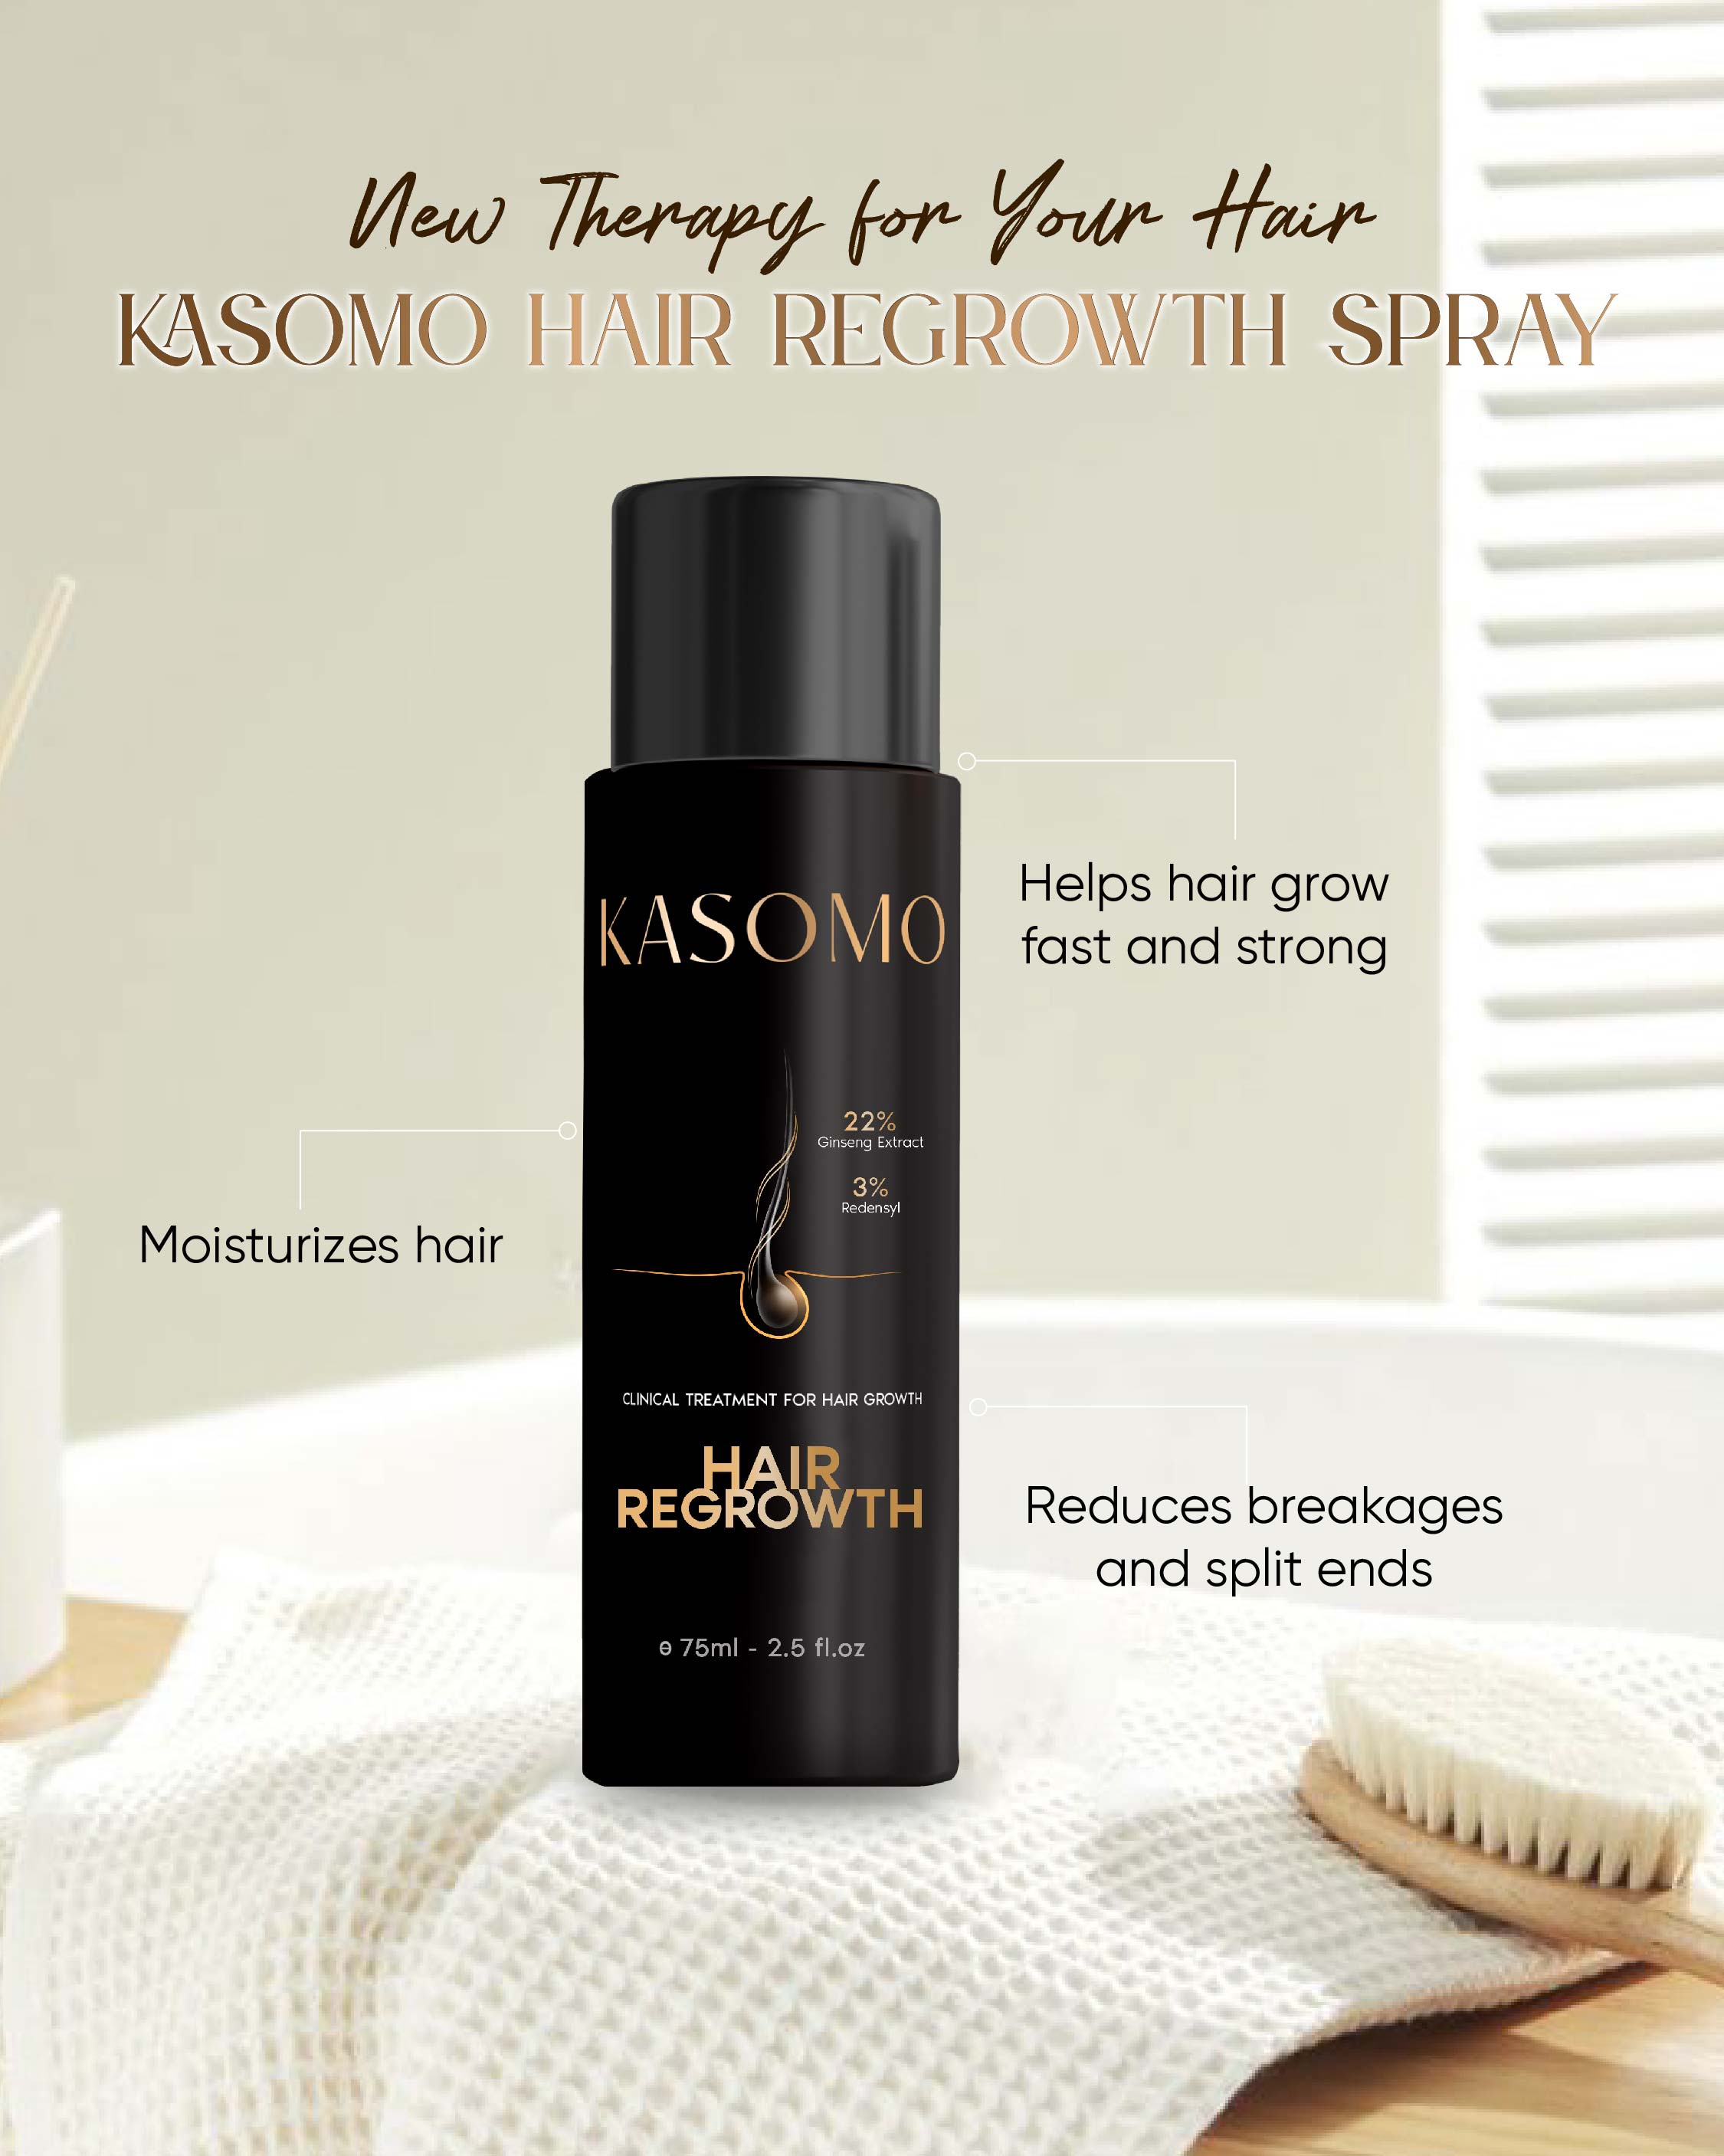 New Therapy for Your Hair
KASOMO HAIR REGROWTH SPRAY
KASOMO
Helps hair grow
fast and strong
22%
Ginseng Extract
3%
Redensyl
Moisturizes hair
CLINICAL TREATMENT FOR HAIR GROWTH
HAIR
REGROWTH
Reduces breakages
and split ends
e 75ml - 2.5 fl.oz